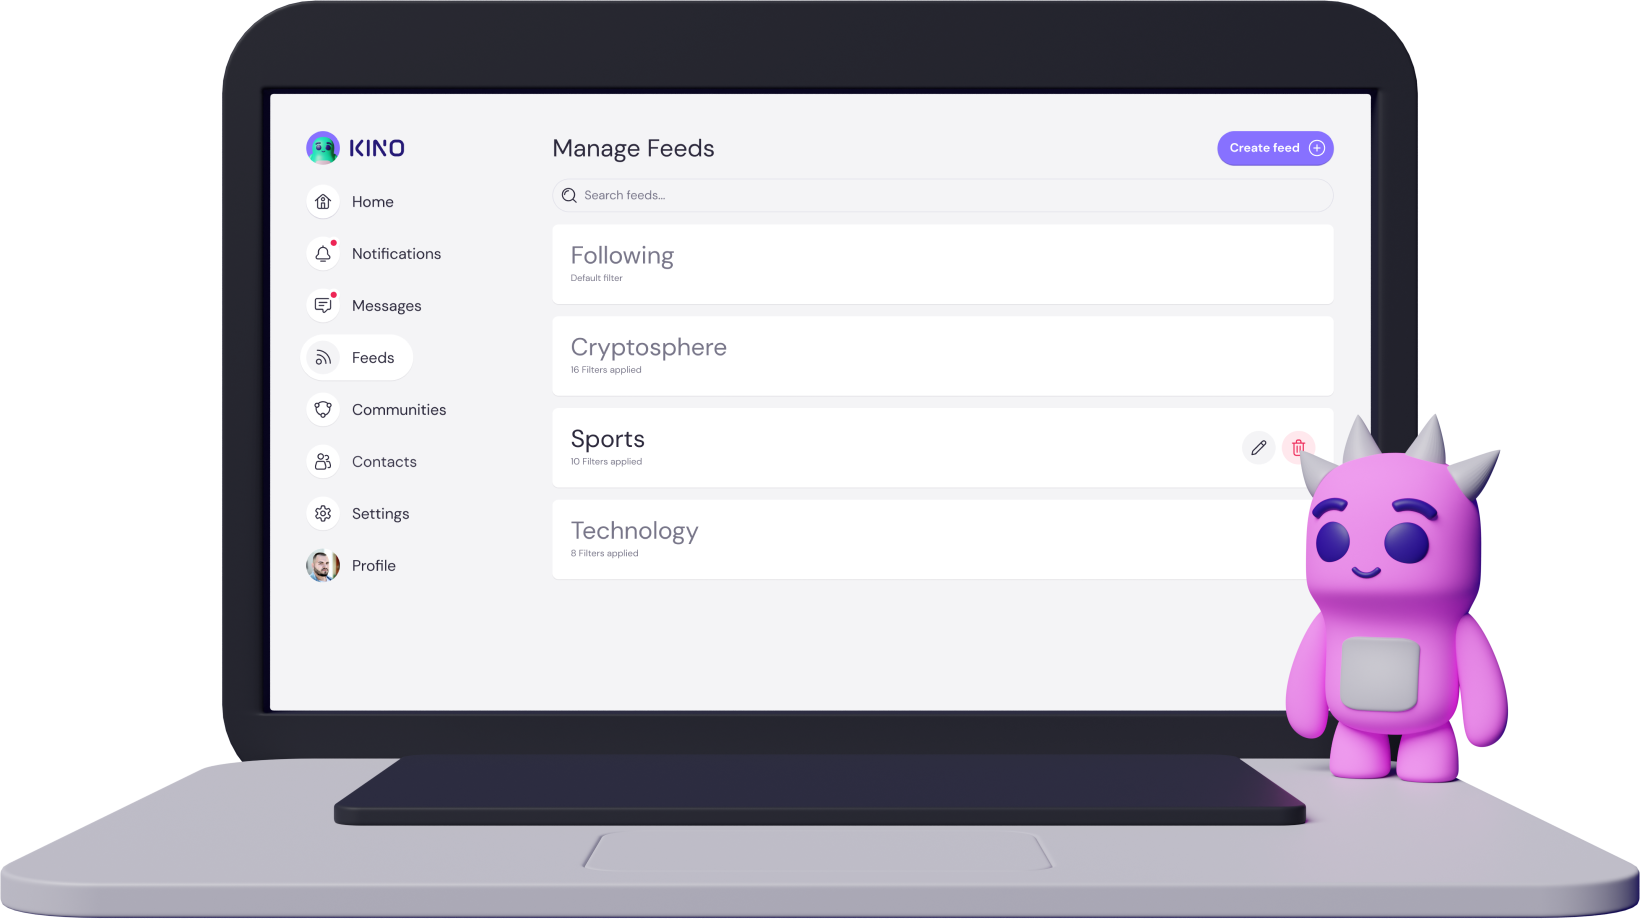 KINO
Home
Notifications
Messages
Feeds
Communities
Contacts
Settings
Profile
Manage Feeds
Create feed
Search feeds...
Following
Default filter
Cryptosphere
16 Filters applied
Sports
10 Filters applied
Technology
8 Filters applied